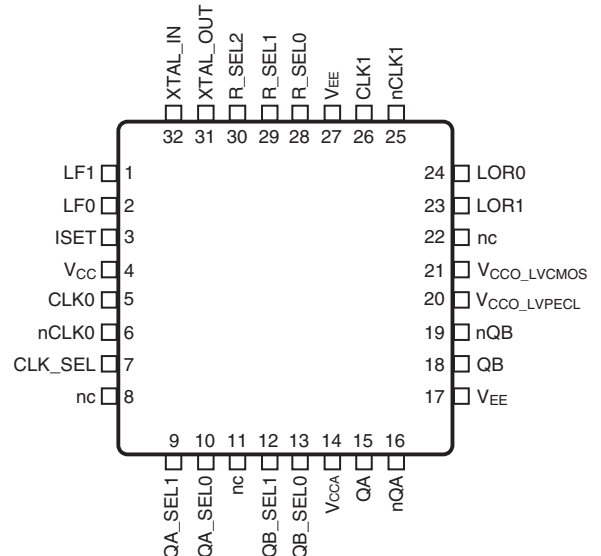 XTAL_IN
XTAL_OUT
R_SEL2
R_SEL1
R_SEL0
VEE
CLK1
nCLK1
32 31 30 29 28 27 26 25
LF1 1
LF0 2
ISET 3
VCC 4
CLK0 5
nCLK0 6
CLK_SEL 7
nc 8
24 LOR0
23 LOR1
22 nc
21 VCCO_LVCMOS
20 VCCO_LVPECL
19 nQB
18 QB
17 VEE
9 10 11 12 13 14 15 16
QA_SEL1
QA_SEL0
nc
QB_SEL1
QB_SEL0
VCCA
QA
nQA